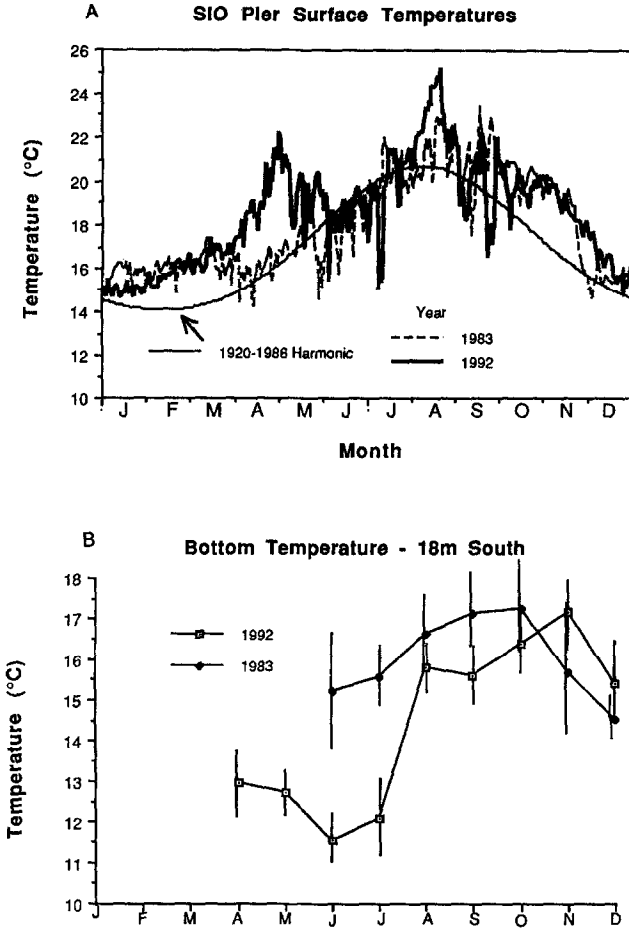 A
SIO Pier Surface Temperatures
26
24
22
20
18
16
14
12
10
Temperature (°C)
Year
1920-1986 Harmonic
1983
1992
J F M A M J J A S O N D
Month
B
Bottom Temperature - 18m South
18
17
16
15
14
13
12
11
10
Temperature (°C)
1992
1983
J F M A M J J A S O N D